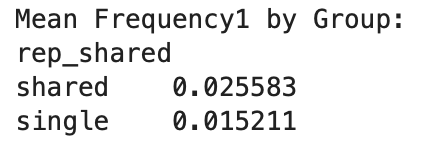 Mean Frequency1 by Group:
rep_shared
shared    0.025583
single    0.015211